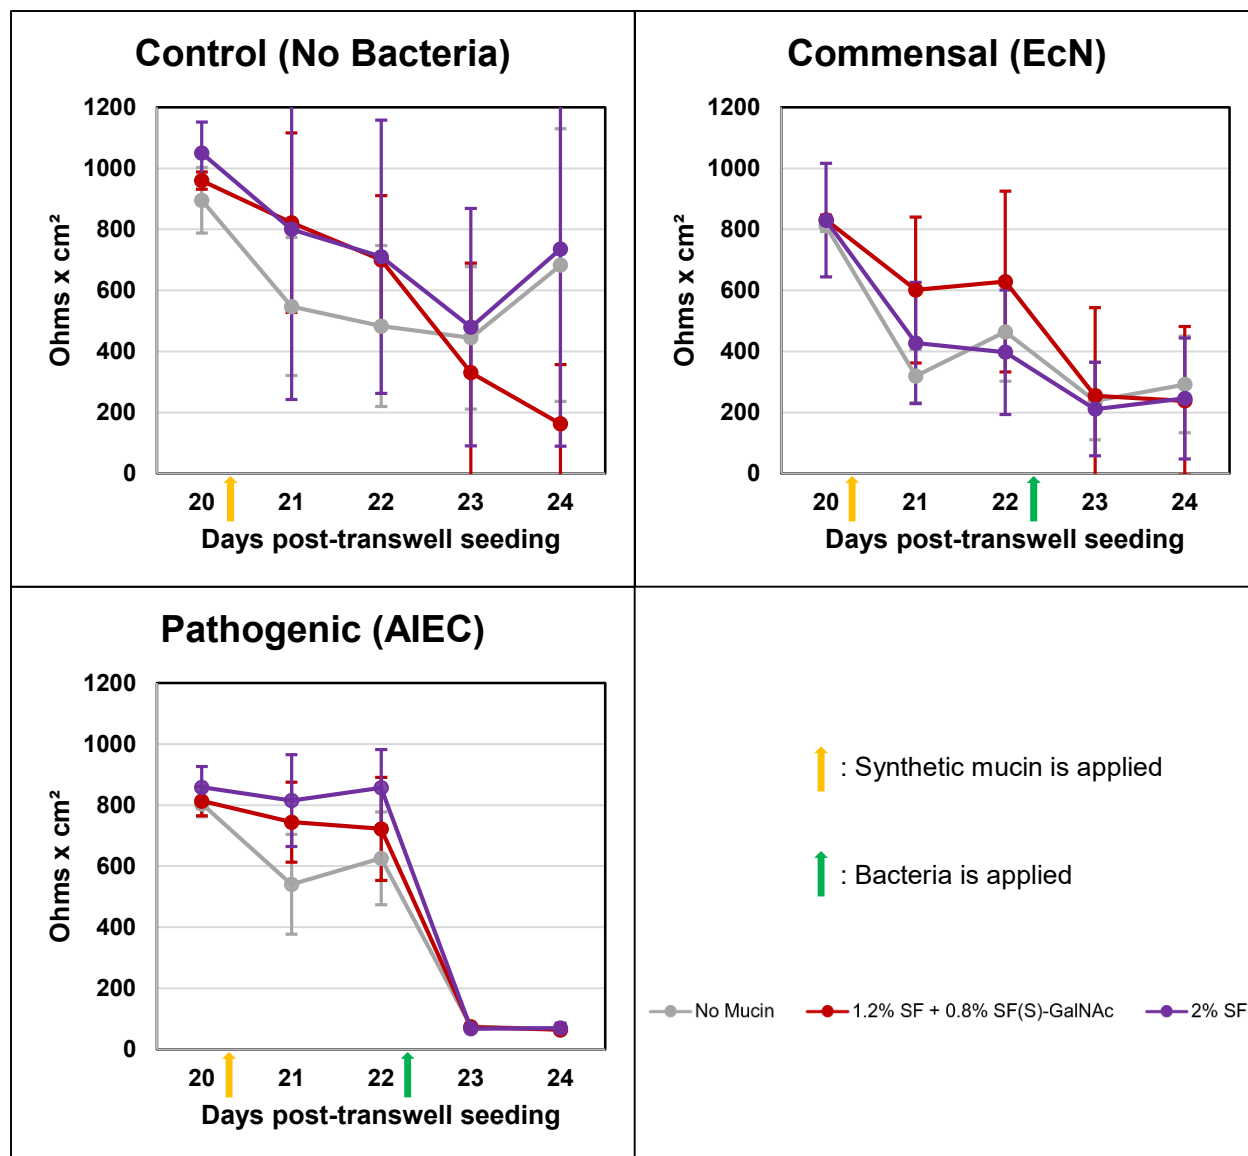 Control (No Bacteria)
1200
1000
800
600
400
200
0
Ohms x cm²
20 21 22 23 24
Days post-transwell seeding
Commensal (EcN)
1200
1000
800
600
400
200
0
Ohms x cm²
20 21 22 23 24
Days post-transwell seeding
Pathogenic (AIEC)
1200
1000
800
600
400
200
0
Ohms x cm²
20 21 22 23 24
Days post-transwell seeding
: Synthetic mucin is applied
: Bacteria is applied
No Mucin 1.2% SF + 0.8% SF(S)-GalNAc 2% SF